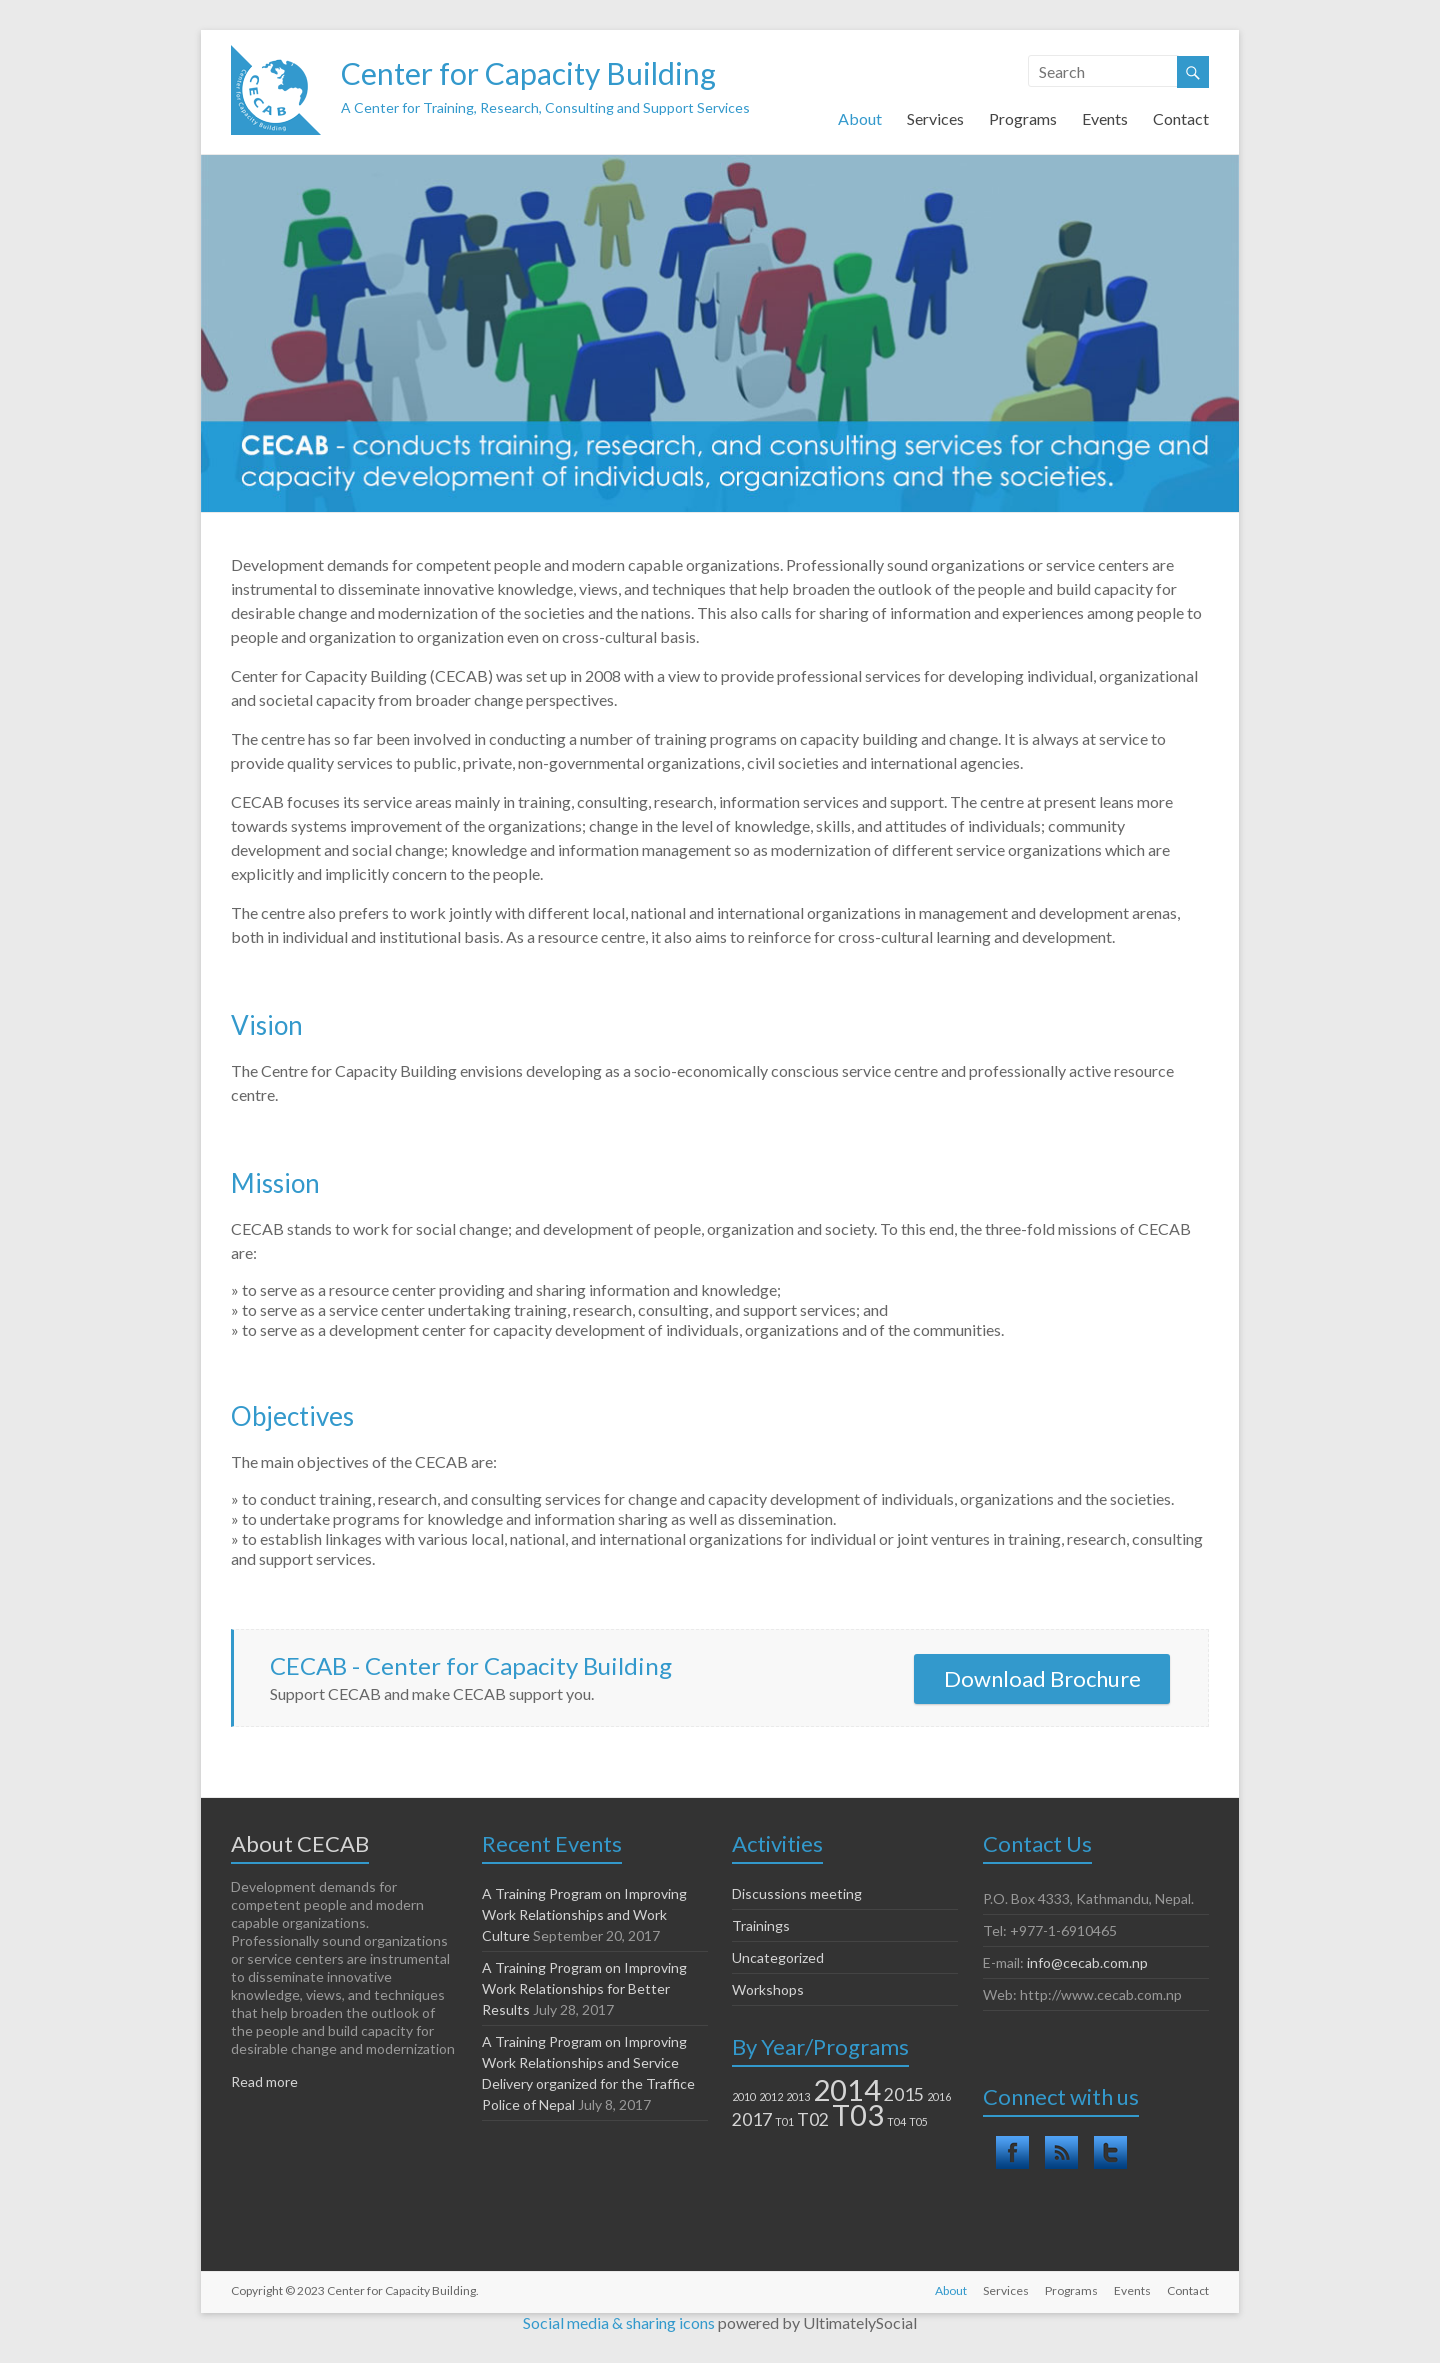 CECAB
Center for Capacity Building
Center for Capacity Building
A Center for Training, Research, Consulting and Support Services
Search
About Services Programs Events Contact
CECAB - conducts training, research, and consulting services for change and
capacity development of individuals, organizations and the societies.
Development demands for competent people and modern capable organizations. Professionally sound organizations or service centers are
instrumental to disseminate innovative knowledge, views, and techniques that help broaden the outlook of the people and build capacity for
desirable change and modernization of the societies and the nations. This also calls for sharing of information and experiences among people to
people and organization to organization even on cross-cultural basis.
Center for Capacity Building (CECAB) was set up in 2008 with a view to provide professional services for developing individual, organizational
and societal capacity from broader change perspectives.
The centre has so far been involved in conducting a number of training programs on capacity building and change. It is always at service to
provide quality services to public, private, non-governmental organizations, civil societies and international agencies.
CECAB focuses its service areas mainly in training, consulting, research, information services and support. The centre at present leans more
towards systems improvement of the organizations; change in the level of knowledge, skills, and attitudes of individuals; community
development and social change; knowledge and information management so as modernization of different service organizations which are
explicitly and implicitly concern to the people.
The centre also prefers to work jointly with different local, national and international organizations in management and development arenas,
both in individual and institutional basis. As a resource centre, it also aims to reinforce for cross-cultural learning and development.
Vision
The Centre for Capacity Building envisions developing as a socio-economically conscious service centre and professionally active resource
centre.
Mission
CECAB stands to work for social change; and development of people, organization and society. To this end, the three-fold missions of CECAB
are:
» to serve as a resource center providing and sharing information and knowledge;
» to serve as a service center undertaking training, research, consulting, and support services; and
» to serve as a development center for capacity development of individuals, organizations and of the communities.
Objectives
The main objectives of the CECAB are:
» to conduct training, research, and consulting services for change and capacity development of individuals, organizations and the societies.
» to undertake programs for knowledge and information sharing as well as dissemination.
» to establish linkages with various local, national, and international organizations for individual or joint ventures in training, research, consulting
and support services.
CECAB - Center for Capacity Building
Support CECAB and make CECAB support you.
Download Brochure
About CECAB
Development demands for
competent people and modern
capable organizations.
Professionally sound organizations
or service centers are instrumental
to disseminate innovative
knowledge, views, and techniques
that help broaden the outlook of
the people and build capacity for
desirable change and modernization
Read more
Recent Events
A Training Program on Improving
Work Relationships and Work
Culture September 20, 2017
A Training Program on Improving
Work Relationships for Better
Results July 28, 2017
A Training Program on Improving
Work Relationships and Service
Delivery organized for the Traffice
Police of Nepal July 8, 2017
Activities
Discussions meeting
Trainings
Uncategorized
Workshops
By Year/Programs
2010 2012 2013 2014 2015 2016
2017 T01 T02 T03 T04 T05
Contact Us
P.O. Box 4333, Kathmandu, Nepal.
Tel: +977-1-6910465
E-mail: info@cecab.com.np
Web: http://www.cecab.com.np
Connect with us
Copyright © 2023 Center for Capacity Building.
About Services Programs Events Contact
Social media & sharing icons powered by UltimatelySocial